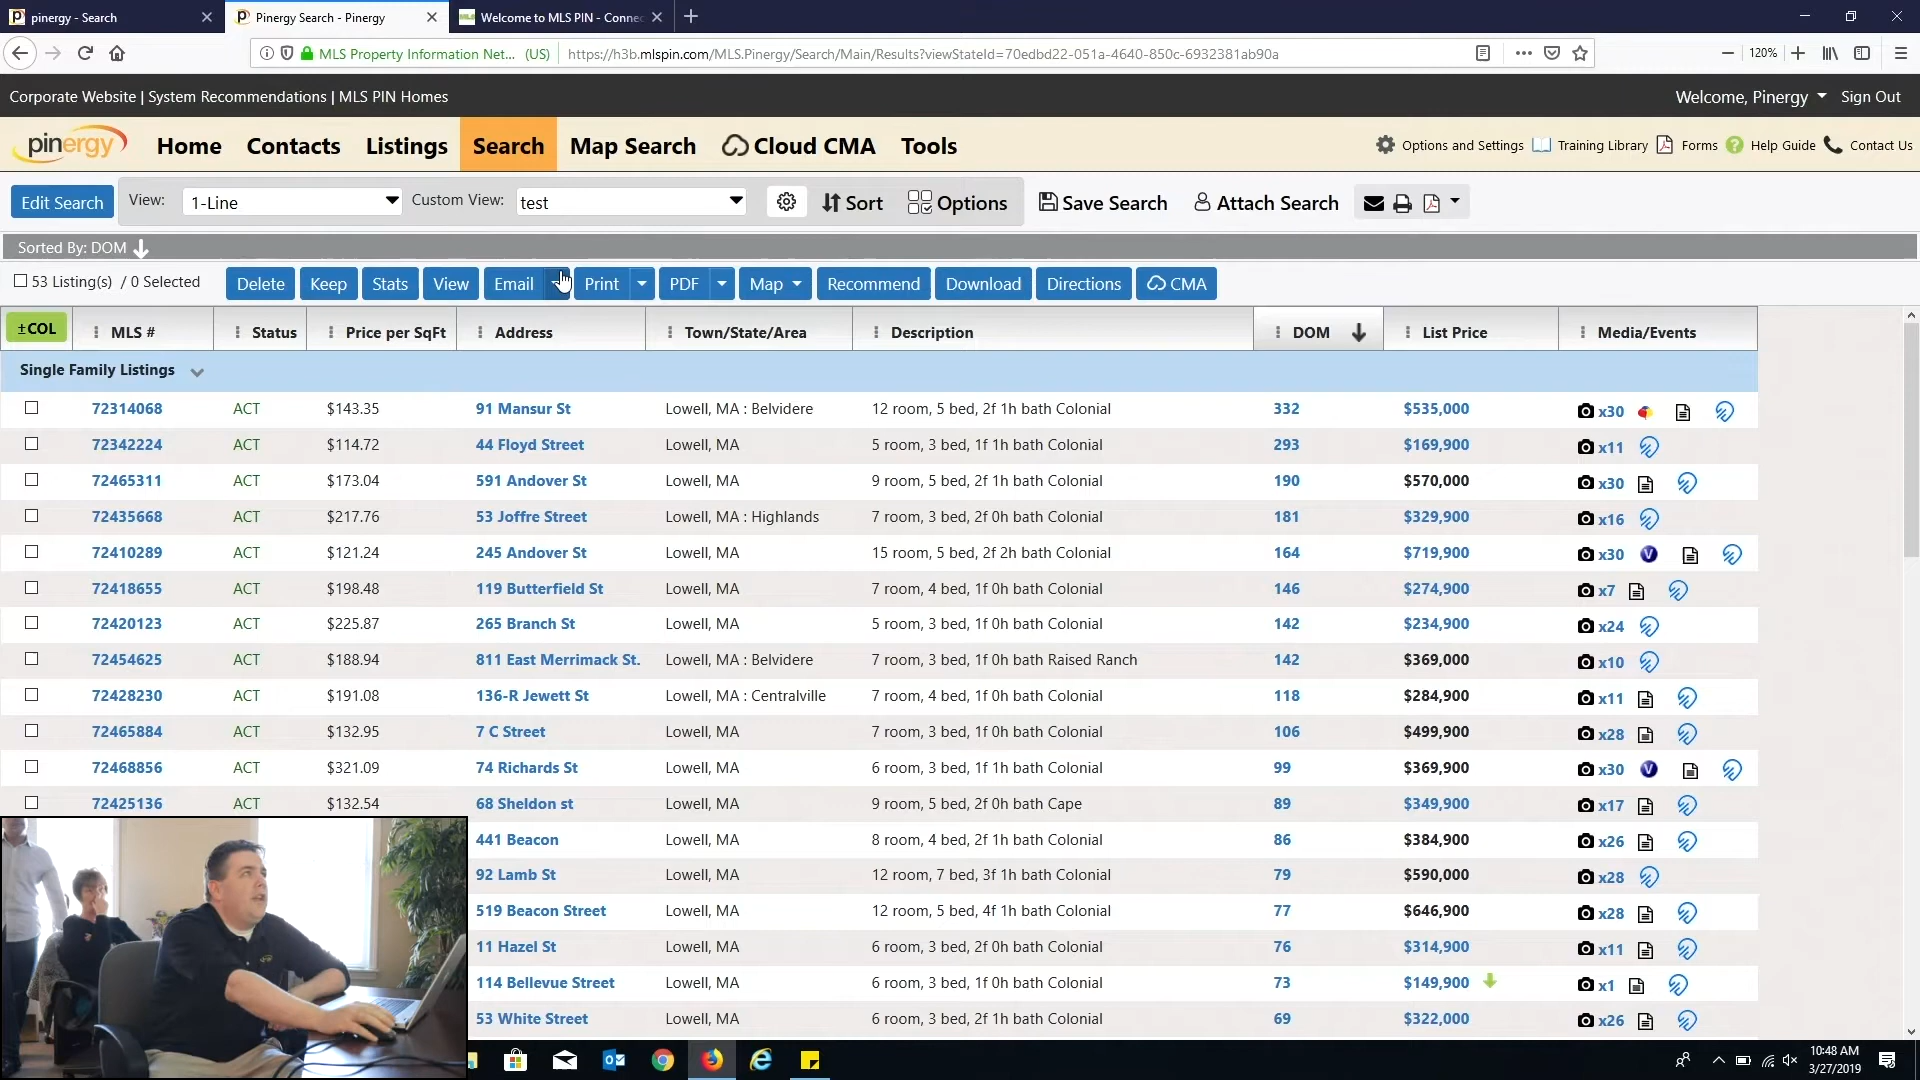 pinergy - Search
Pinergy Search - Pinergy
Welcome to MLS PIN - Connec
MLS Property Information Net... (US)
https://h3b.mlspin.com/MLS.Pinergy/Search/Main/Results?viewStateId=70edbd22-051a-4640-850c-6932381ab90a
120%
Corporate Website | System Recommendations | MLS PIN Homes
Welcome, Pinergy
Sign Out
pinergy
Home Contacts Listings Search Map Search Cloud CMA Tools
Options and Settings Training Library Forms Help Guide Contact Us
Edit Search View: 1-Line Custom View: test Sort Options Save Search Attach Search
Sorted By: DOM
53 Listing(s) / 0 Selected Delete Keep Stats View Email Print PDF Map Recommend Download Directions CMA
±COL MLS # Status Price per SqFt Address Town/State/Area Description DOM List Price Media/Events
Single Family Listings
72314068 ACT $143.35 91 Mansur St Lowell, MA : Belvidere 12 room, 5 bed, 2f 1h bath Colonial 332 $535,000 x30
72342224 ACT $114.72 44 Floyd Street Lowell, MA 5 room, 3 bed, 1f 1h bath Colonial 293 $169,900 x11
72465311 ACT $173.04 591 Andover St Lowell, MA 9 room, 5 bed, 2f 1h bath Colonial 190 $570,000 x30
72435668 ACT $217.76 53 Joffre Street Lowell, MA : Highlands 7 room, 3 bed, 2f 0h bath Colonial 181 $329,900 x16
72410289 ACT $121.24 245 Andover St Lowell, MA 15 room, 5 bed, 2f 2h bath Colonial 164 $719,900 x30 V
72418655 ACT $198.48 119 Butterfield St Lowell, MA 7 room, 4 bed, 1f 0h bath Colonial 146 $274,900 x7
72420123 ACT $225.87 265 Branch St Lowell, MA 5 room, 3 bed, 1f 0h bath Colonial 142 $234,900 x24
72454625 ACT $188.94 811 East Merrimack St. Lowell, MA : Belvidere 7 room, 3 bed, 1f 0h bath Raised Ranch 142 $369,000 x10
72428230 ACT $191.08 136-R Jewett St Lowell, MA : Centralville 7 room, 4 bed, 1f 0h bath Colonial 118 $284,900 x11
72465884 ACT $132.95 7 C Street Lowell, MA 7 room, 3 bed, 1f 0h bath Colonial 106 $499,900 x28
72468856 ACT $321.09 74 Richards St Lowell, MA 6 room, 3 bed, 1f 1h bath Colonial 99 $369,900 x30 V
72425136 ACT $132.54 68 Sheldon st Lowell, MA 9 room, 5 bed, 2f 0h bath Cape 89 $349,900 x17
441 Beacon Lowell, MA 8 room, 4 bed, 2f 1h bath Colonial 86 $384,900 x26
92 Lamb St Lowell, MA 12 room, 7 bed, 3f 1h bath Colonial 79 $590,000 x28
519 Beacon Street Lowell, MA 12 room, 5 bed, 4f 1h bath Colonial 77 $646,900 x28
11 Hazel St Lowell, MA 6 room, 3 bed, 2f 0h bath Colonial 76 $314,900 x11
114 Bellevue Street Lowell, MA 6 room, 3 bed, 1f 0h bath Colonial 73 $149,900 x1
53 White Street Lowell, MA 6 room, 3 bed, 2f 1h bath Colonial 69 $322,000 x26
10:48 AM
3/27/2019